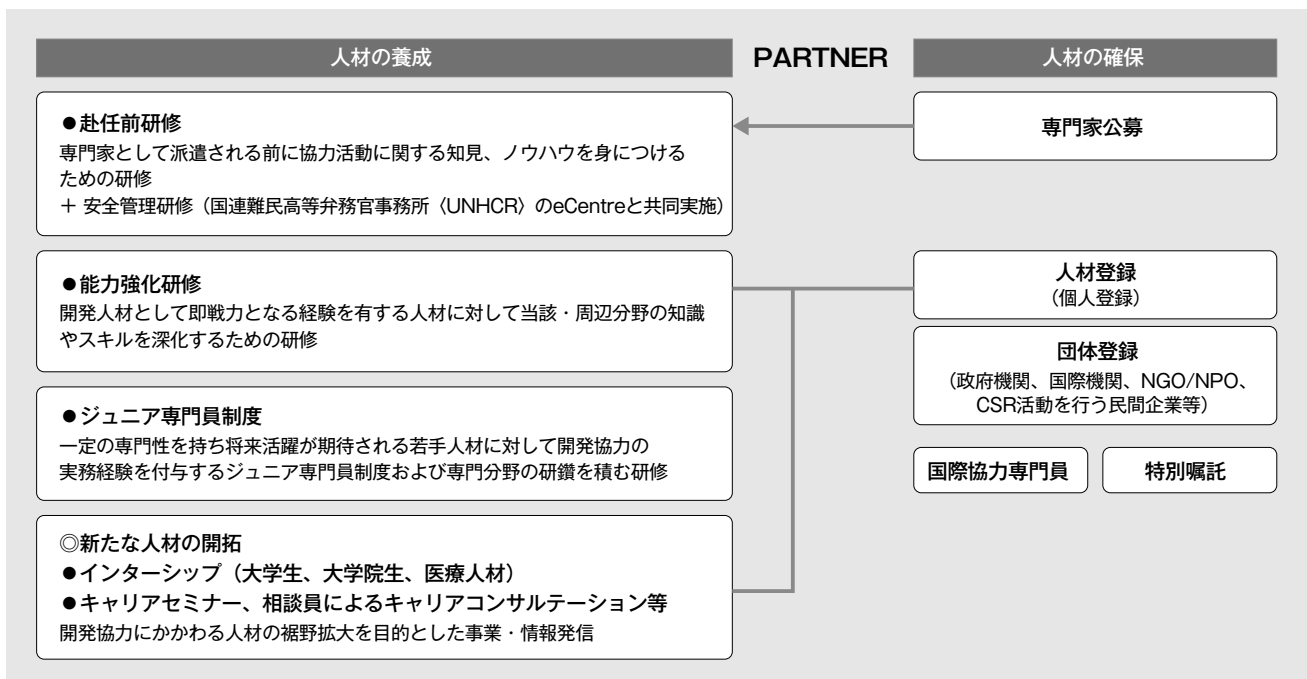 人材の養成
PARTNER
人材の確保
●赴任前研修
専門家として派遣される前に協力活動に関する知見、ノウハウを身につける
ための研修
＋ 安全管理研修（国連難民高等弁務官事務所〈UNHCR〉のeCentreと共同実施）
専門家公募
●能力強化研修
開発人材として即戦力となる経験を有する人材に対して当該・周辺分野の知識
やスキルを深化するための研修
人材登録
（個人登録）
団体登録
（政府機関、国際機関、NGO/NPO、
CSR活動を行う民間企業等）
●ジュニア専門員制度
一定の専門性を持ち将来活躍が期待される若手人材に対して開発協力の
実務経験を付与するジュニア専門員制度および専門分野の研鑽を積む研修
国際協力専門員
特別嘱託
◎新たな人材の開拓
●インターシップ（大学生、大学院生、医療人材）
●キャリアセミナー、相談員によるキャリアコンサルテーション等
開発協力にかかわる人材の裾野拡大を目的とした事業・情報発信